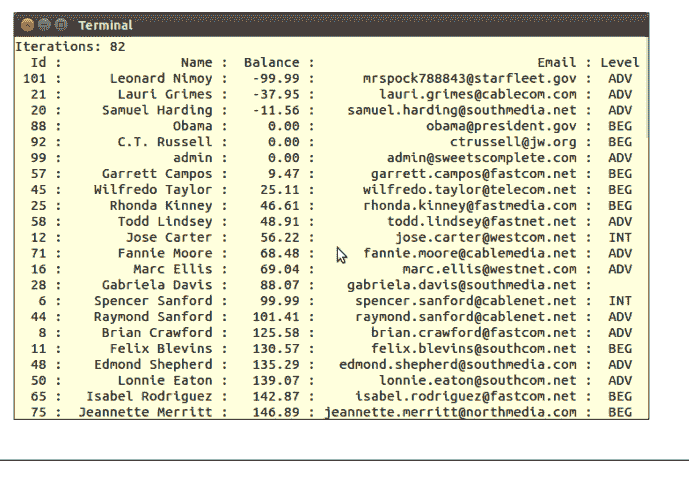 Terminal
Iterations: 82
Id : Name : Balance : Email : Level
101 : Leonard Nimoy : -99.99 : mrspock788843@starfleet.gov : ADV
21 : Lauri Grimes : -37.95 : lauri.grimes@cablecom.com : ADV
20 : Samuel Harding : -11.56 : samuel.harding@southmedia.net : ADV
88 : Obama : 0.00 : obama@president.gov : BEG
92 : C.T. Russell : 0.00 : ctrussell@jw.org : BEG
99 : admin : 0.00 : admin@sweetscomplete.com : ADV
57 : Garrett Campos : 9.47 : garrett.campos@fastcom.net : BEG
45 : Wilfredo Taylor : 25.11 : wilfredo.taylor@telecom.net : BEG
25 : Rhonda Kinney : 46.61 : rhonda.kinney@fastmedia.com : BEG
58 : Todd Lindsey : 48.91 : todd.lindsey@fastnet.net : ADV
12 : Jose Carter : 56.22 : jose.carter@westcom.net : INT
71 : Fannie Moore : 68.48 : fannie.moore@cablemedia.net : ADV
16 : Marc Ellis : 69.04 : marc.ellis@westnet.com : ADV
28 : Gabriela Davis : 88.07 : gabriela.davis@southmedia.net :
6 : Spencer Sanford : 99.99 : spencer.sanford@cablenet.com : INT
44 : Raymond Sanford : 101.41 : raymond.sanford@cablenet.com : ADV
8 : Brian Crawford : 125.58 : brian.crawford@fastcom.net : ADV
11 : Felix Blevins : 130.57 : felix.blevins@southcom.net : BEG
48 : Edmond Shepherd : 135.29 : edmond.shepherd@southmedia.com : ADV
50 : Lonnie Eaton : 139.07 : lonnie.eaton@southcom.net : ADV
65 : Isabel Rodriguez : 142.87 : isabel.rodriguez@fastcom.net : BEG
75 : Jeannette Merritt : 146.89 : jeannette.merritt@northmedia.com : BEG